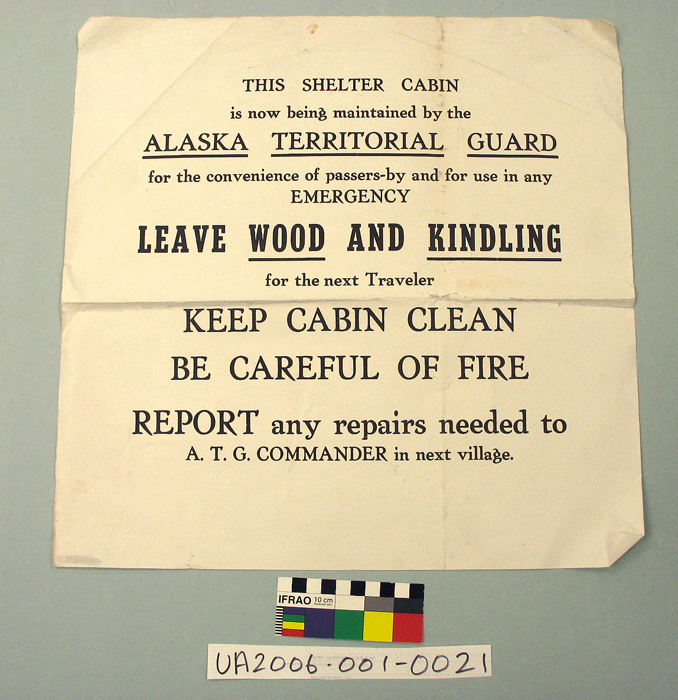 THIS SHELTER CABIN
is now being maintained by the
ALASKA TERRITORIAL GUARD
for the convenience of passers-by and for use in any
EMERGENCY
LEAVE WOOD AND KINDLING
for the next Traveler
KEEP CABIN CLEAN
BE CAREFUL OF FIRE
REPORT any repairs needed to
A. T. G. COMMANDER in next village.
IFRAO 10 cm
UA2006·001-0021